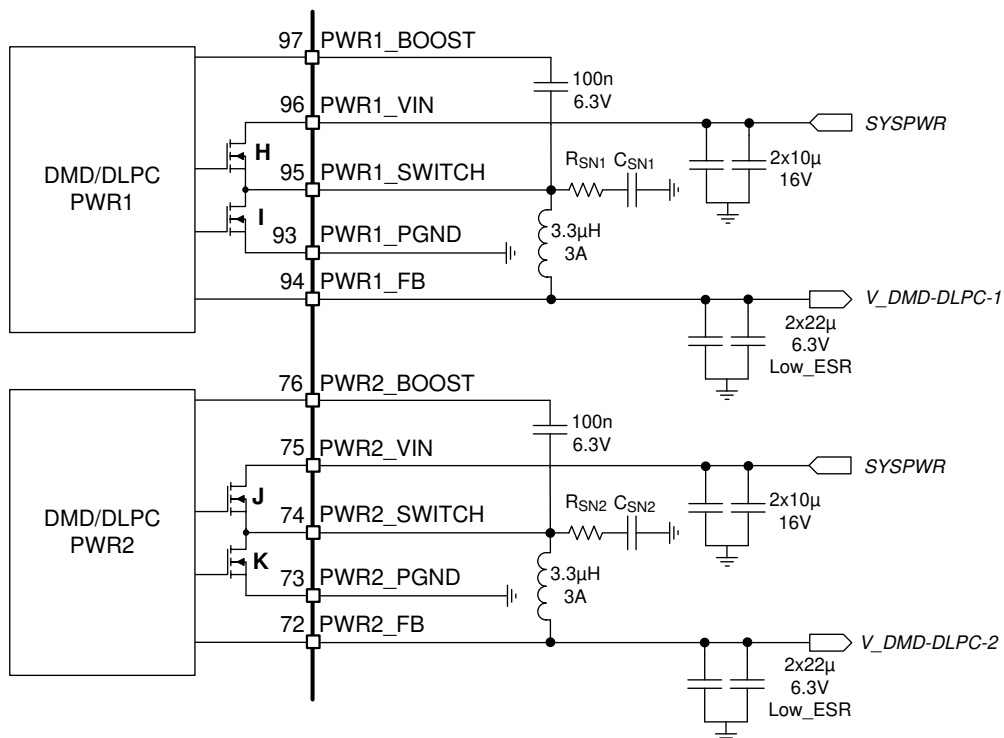 97 PWR1_BOOST
100n
6.3V
96 PWR1_VIN
SYSPWR
H
2x10µ
16V
DMD/DLPC
PWR1
95 PWR1_SWITCH
RSN1 CSN1
I
93 PWR1_PGND
3.3µH
3A
94 PWR1_FB
V_DMD-DLPC-1
2x22µ
6.3V
Low_ESR
76 PWR2_BOOST
100n
6.3V
75 PWR2_VIN
SYSPWR
J
2x10µ
16V
DMD/DLPC
PWR2
74 PWR2_SWITCH
RSN2 CSN2
K
73 PWR2_PGND
3.3µH
3A
72 PWR2_FB
V_DMD-DLPC-2
2x22µ
6.3V
Low_ESR